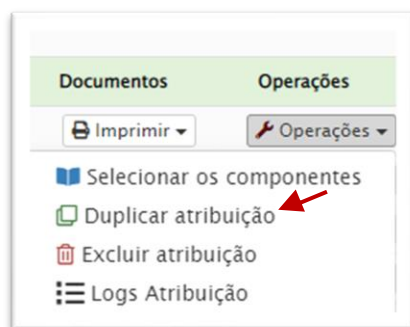 Documentos Operações
Imprimir Operações
Selecionar os componentes
Duplicar atribuição
Excluir atribuição
Logs Atribuição